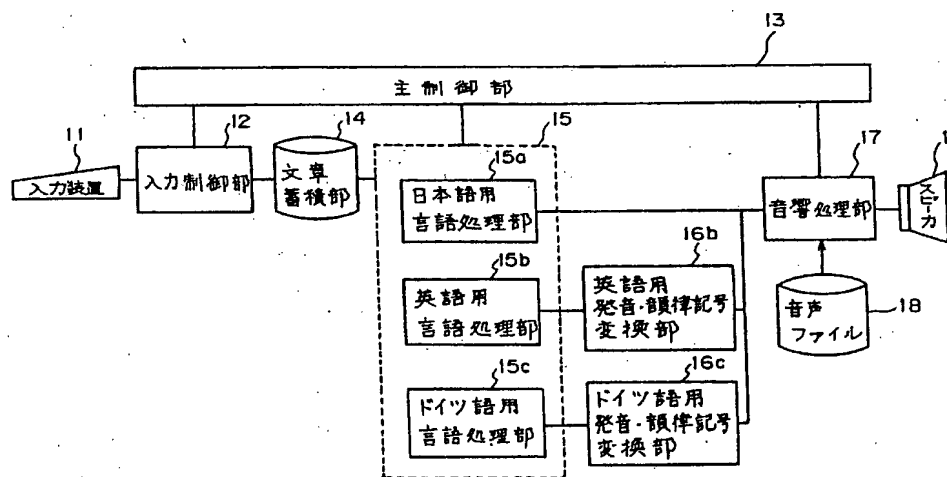 13
主制御部
11
入力装置
12
入力制御部
14
文章
蓄積部
15
15a
日本語用
言語処理部
15b
英語用
言語処理部
15c
ドイツ語用
言語処理部
16b
英語用
発音・韻律記号
変換部
16c
ドイツ語用
発音・韻律記号
変換部
17
音響処理部
スピーカ
音声
ファイル
18